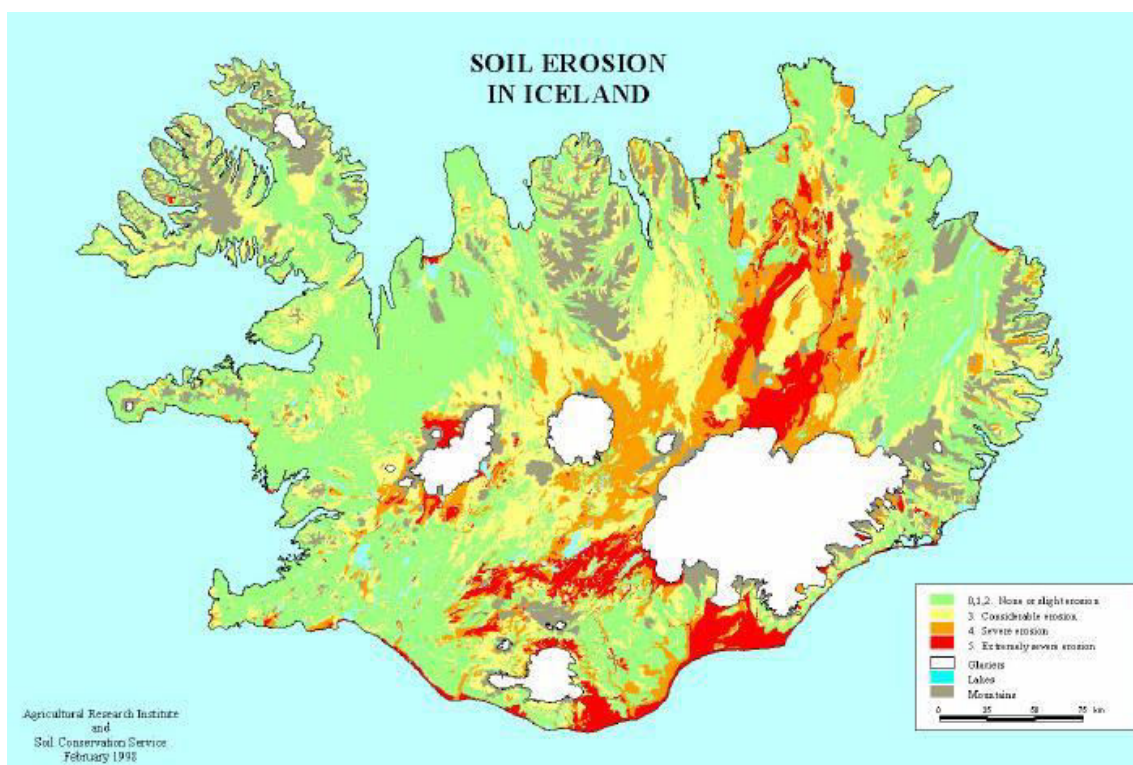 SOIL EROSION
IN ICELAND
0,1,2. None or slight erosion
3. Considerable erosion
4. Severe erosion
5. Extremely severe erosion
Glaciers
Lakes
Mountains
0 25 50 75 km
Agricultural Research Institute
and
Soil Conservation Service
February 1998